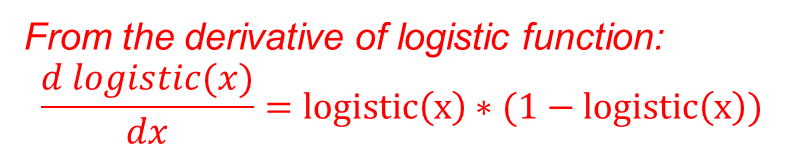 From the derivative of logistic function:
d logistic(x)
dx
= logistic(x) ∗ (1 − logistic(x))